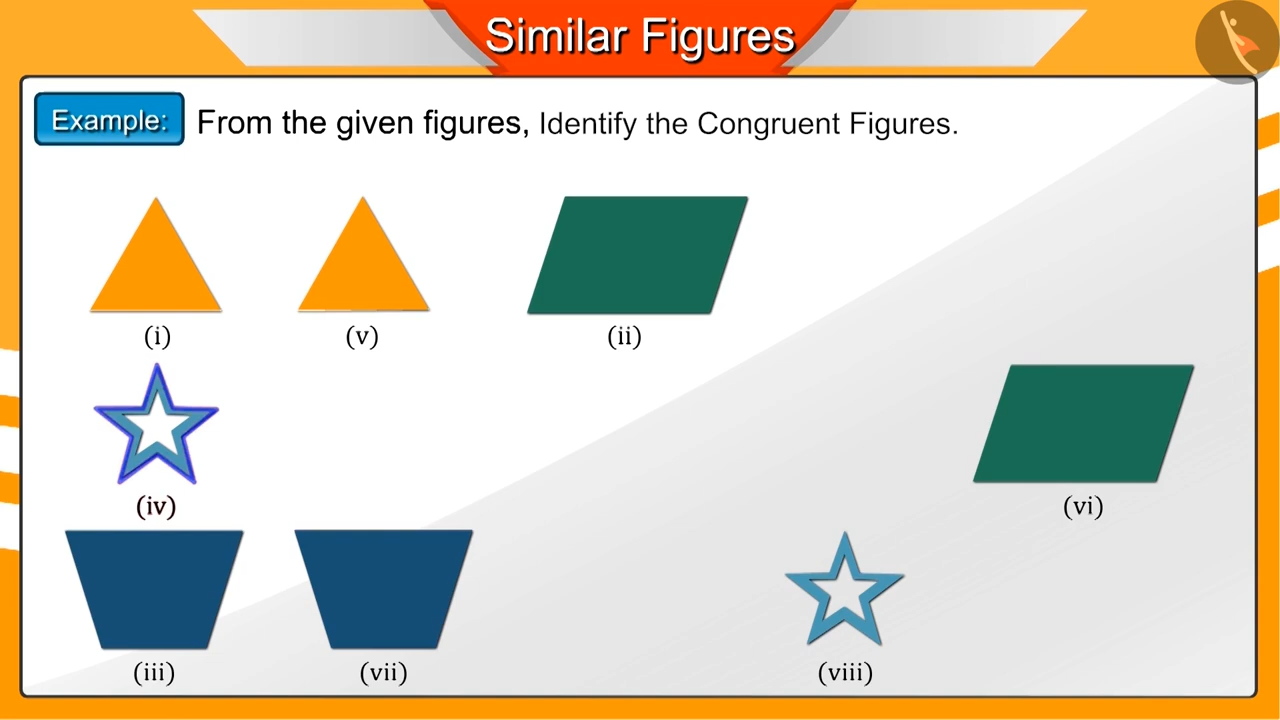 Similar Figures
Example: From the given figures, Identify the Congruent Figures.
(i) (v) (ii)
(iv) (vi)
(iii) (vii) (viii)